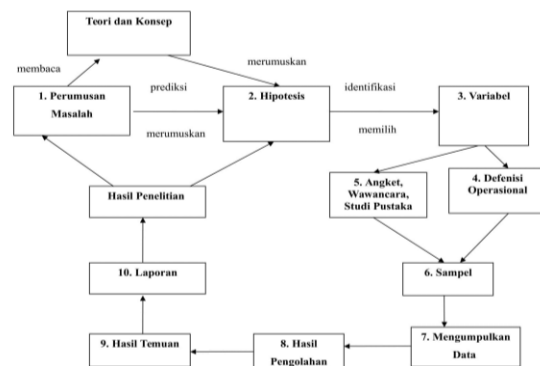 Teori dan Konsep
membaca
merumuskan
1. Perumusan
Masalah
prediksi
merumuskan
2. Hipotesis
identifikasi
memilih
3. Variabel
Hasil Penelitian
5. Angket,
Wawancara,
Studi Pustaka
4. Defenisi
Operasional
10. Laporan
6. Sampel
9. Hasil Temuan
8. Hasil
Pengolahan
7. Mengumpulkan
Data